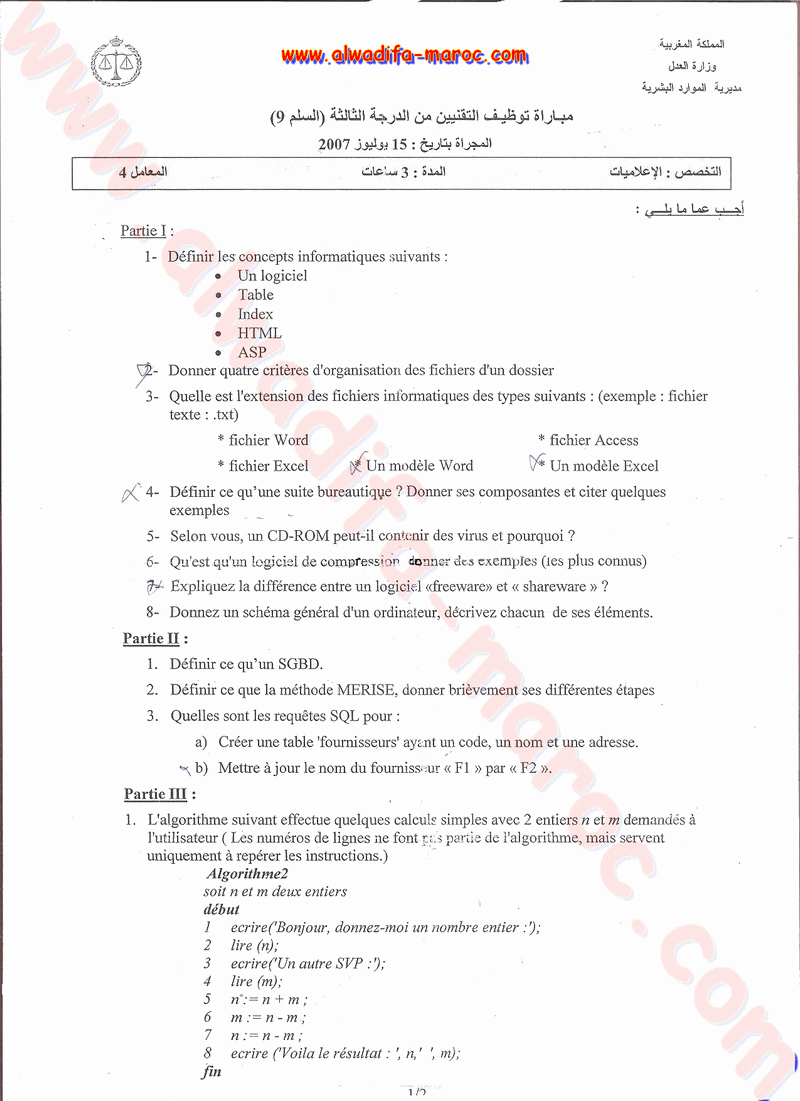 www.alwadifa-maroc.com
المملكة المغربية
وزارة العدل
مديرية الموارد البشرية
مباراة توظيف التقنيين من الدرجة الثالثة (السلم 9)
المجراة بتاريخ : 15 يوليوز 2007
التخصص : الإعلاميات المدة : 3 ساعات المعامل 4
أجب عما يلي :
Partie I :
1- Définir les concepts informatiques suivants :
• Un logiciel
• Table
• Index
• HTML
• ASP
2- Donner quatre critères d'organisation des fichiers d'un dossier
3- Quelle est l'extension des fichiers informatiques des types suivants : (exemple : fichier
texte : .txt)
* fichier Word * fichier Access
* fichier Excel * Un modèle Word * Un modèle Excel
4- Définir ce qu'une suite bureautique ? Donner ses composantes et citer quelques
exemples
5- Selon vous, un CD-ROM peut-il contenir des virus et pourquoi ?
6- Qu'est qu'un logiciel de compression donner des exemples (les plus connus)
7- Expliquez la différence entre un logiciel «freeware» et « shareware » ?
8- Donnez un schéma général d'un ordinateur, décrivez chacun de ses éléments.
Partie II :
1. Définir ce qu'un SGBD.
2. Définir ce que la méthode MERISE, donner brièvement ses différentes étapes
3. Quelles sont les requêtes SQL pour :
a) Créer une table 'fournisseurs' ayant un code, un nom et une adresse.
b) Mettre à jour le nom du fournisseur « F1 » par « F2 ».
Partie III :
1. L'algorithme suivant effectue quelques calculs simples avec 2 entiers n et m demandés à
l'utilisateur ( Les numéros de lignes ne font pas partie de l'algorithme, mais servent
uniquement à repérer les instructions.)
Algorithme2
soit n et m deux entiers
début
1 ecrire('Bonjour, donnez-moi un nombre entier :');
2 lire (n);
3 ecrire('Un autre SVP :');
4 lire (m);
5 n := n + m ;
6 m := n - m ;
7 n := n - m ;
8 ecrire ('Voila le résultat : ', n,' ', m);
fin
1/2
www.alwadifa-maroc.com